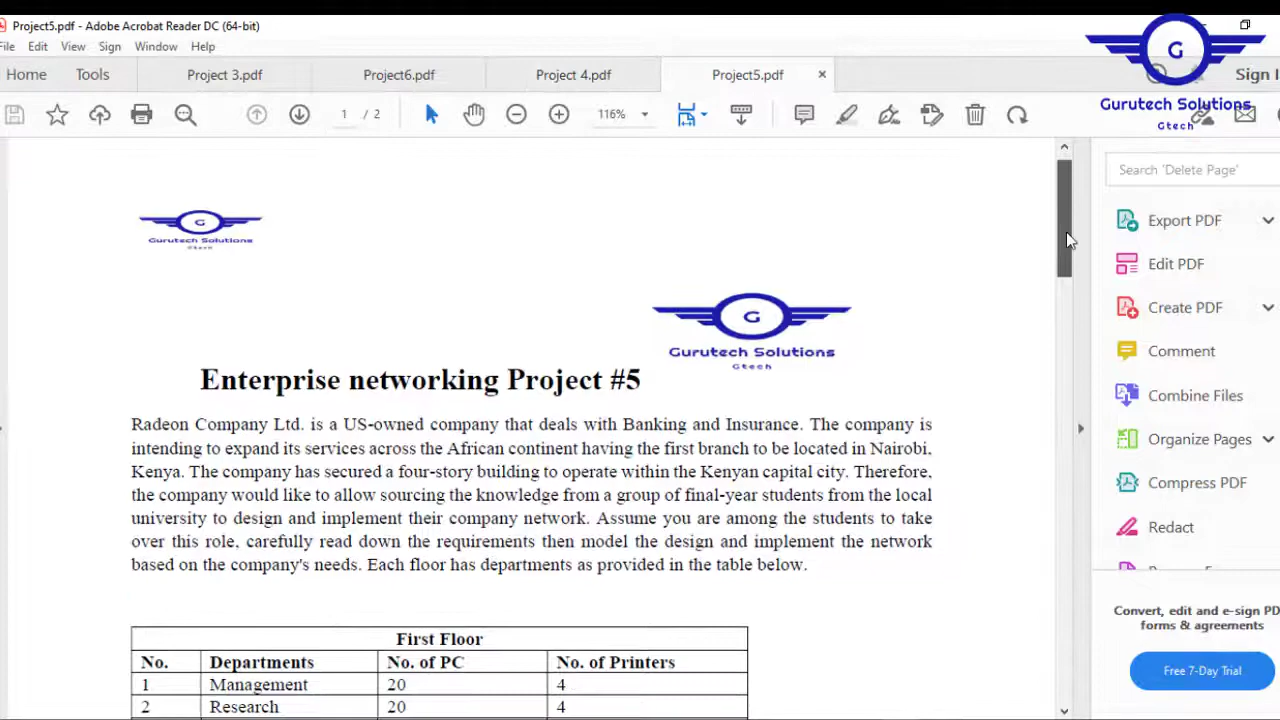 Project5.pdf - Adobe Acrobat Reader DC (64-bit)
File Edit View Sign Window Help
Home Tools Project 3.pdf Project6.pdf Project 4.pdf Project5.pdf Sign I
G
Gurutech Solutions
Gtech
1 / 2 116%
Search 'Delete Page'
Export PDF
Edit PDF
Create PDF
Comment
Combine Files
Organize Pages
Compress PDF
Redact
Convert, edit and e-sign PD
forms & agreements
Free 7-Day Trial
G
Gurutech Solutions
Gtech
G
Gurutech Solutions
Gtech
Enterprise networking Project #5
Radeon Company Ltd. is a US-owned company that deals with Banking and Insurance. The company is
intending to expand its services across the African continent having the first branch to be located in Nairobi,
Kenya. The company has secured a four-story building to operate within the Kenyan capital city. Therefore,
the company would like to allow sourcing the knowledge from a group of final-year students from the local
university to design and implement their company network. Assume you are among the students to take
over this role, carefully read down the requirements then model the design and implement the network
based on the company's needs. Each floor has departments as provided in the table below.
First Floor
No. Departments No. of PC No. of Printers
1 Management 20 4
2 Research 20 4